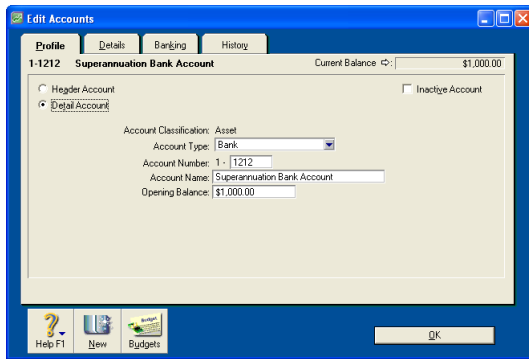 Edit Accounts
Profile Details Banking History
1-1212 Superannuation Bank Account Current Balance ⇨: $1,000.00
Header Account Inactive Account
Detail Account
Account Classification: Asset
Account Type: Bank
Account Number: 1 - 1212
Account Name: Superannuation Bank Account
Opening Balance: $1,000.00
Budget
Help F1 New Budgets OK